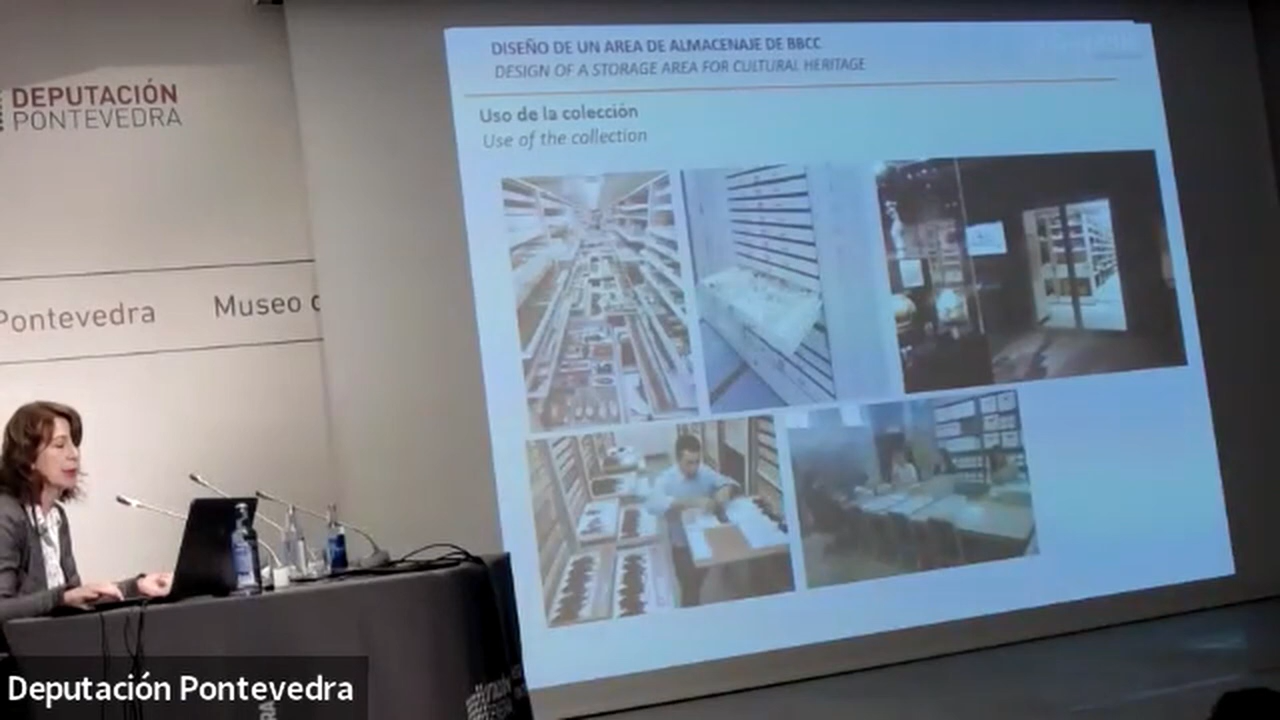 DEPUTACIÓN
PONTEVEDRA
Pontevedra Museo
DISEÑO DE UN AREA DE ALMACENAJE DE BBCC
DESIGN OF A STORAGE AREA FOR CULTURAL HERITAGE
Uso de la colección
Use of the collection
Deputación Pontevedra